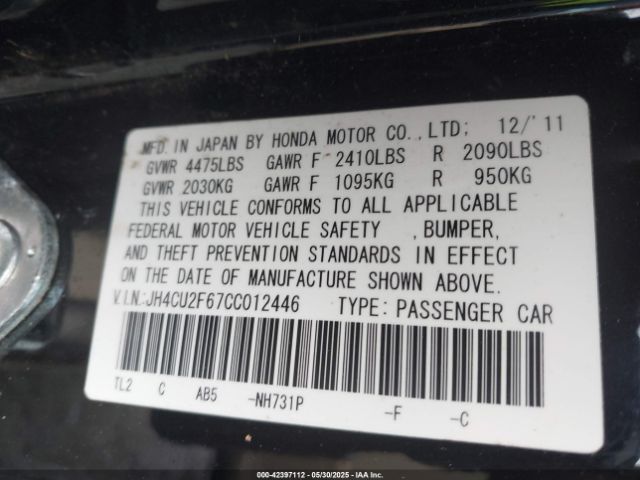 MFD. IN JAPAN BY HONDA MOTOR CO., LTD; 12/'11
GVWR 4475LBS GAWR F 2410LBS R 2090LBS
GVWR 2030KG GAWR F 1095KG R 950KG
THIS VEHICLE CONFORMS TO ALL APPLICABLE
FEDERAL MOTOR VEHICLE SAFETY ,BUMPER,
AND THEFT PREVENTION STANDARDS IN EFFECT
ON THE DATE OF MANUFACTURE SHOWN ABOVE.
V.I.N:JH4CU2F67CC012446 TYPE: PASSENGER CAR
TL2 C AB5 -NH731P -F -C
000-42397112 — 05/30/2025 — IAA Inc.